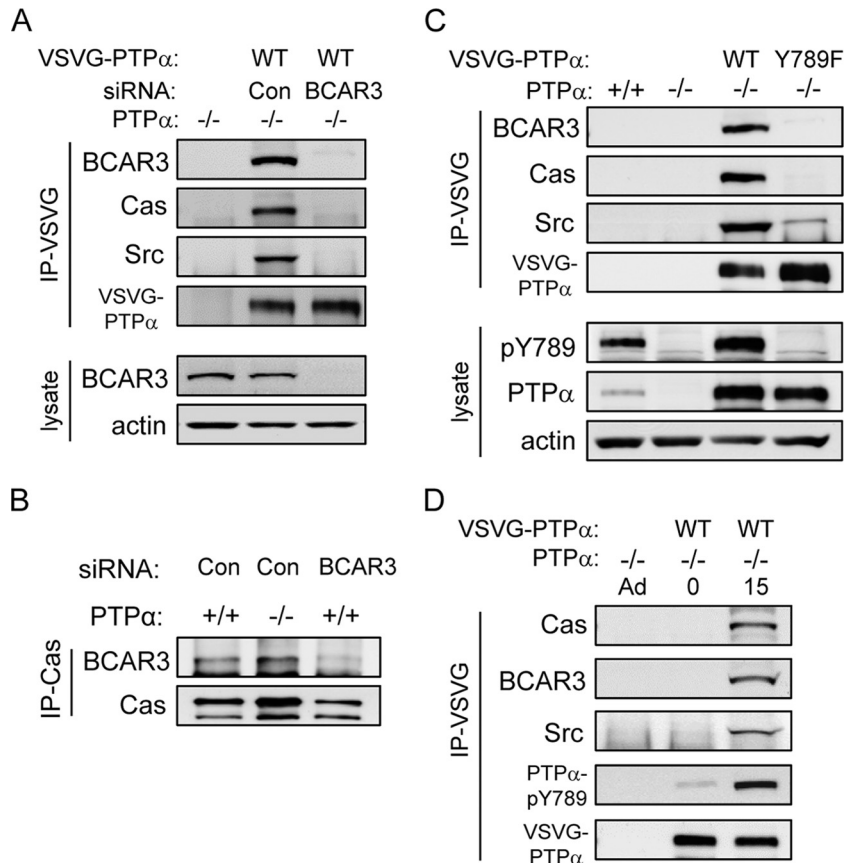 A
VSVG-PTPα: WT WT
siRNA: Con BCAR3
PTPα: -/- -/- -/-
IP-VSVG
BCAR3
Cas
Src
VSVG-
PTPα
lysate
BCAR3
actin
B
siRNA: Con Con BCAR3
PTPα: +/+ -/- +/+
IP-Cas
BCAR3
Cas
C
VSVG-PTPα: WT Y789F
PTPα: +/+ -/- -/- -/-
IP-VSVG
BCAR3
Cas
Src
VSVG-
PTPα
lysate
pY789
PTPα
actin
D
VSVG-PTPα: WT WT
PTPα: -/- -/- -/-
Ad 0 15
IP-VSVG
Cas
BCAR3
Src
PTPα-
pY789
VSVG-
PTPα